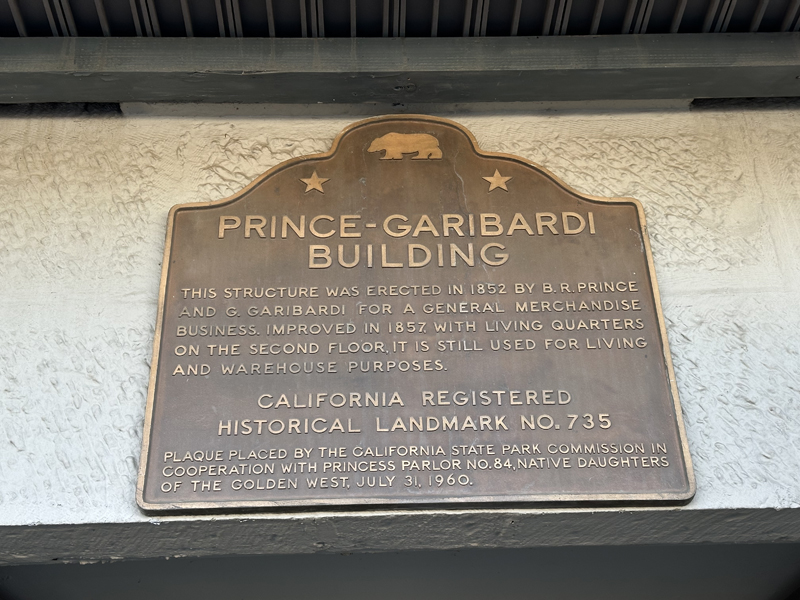 PRINCE-GARIBARDI
BUILDING
THIS STRUCTURE WAS ERECTED IN 1852 BY B.R. PRINCE
AND G. GARIBARDI FOR A GENERAL MERCHANDISE
BUSINESS. IMPROVED IN 1857. WITH LIVING QUARTERS
ON THE SECOND FLOOR, IT IS STILL USED FOR LIVING
AND WAREHOUSE PURPOSES.
CALIFORNIA REGISTERED
HISTORICAL LANDMARK NO. 735
PLAQUE PLACED BY THE CALIFORNIA STATE PARK COMMISSION IN
COOPERATION WITH PRINCESS PARLOR NO. 84, NATIVE DAUGHTERS
OF THE GOLDEN WEST, JULY 31, 1960.